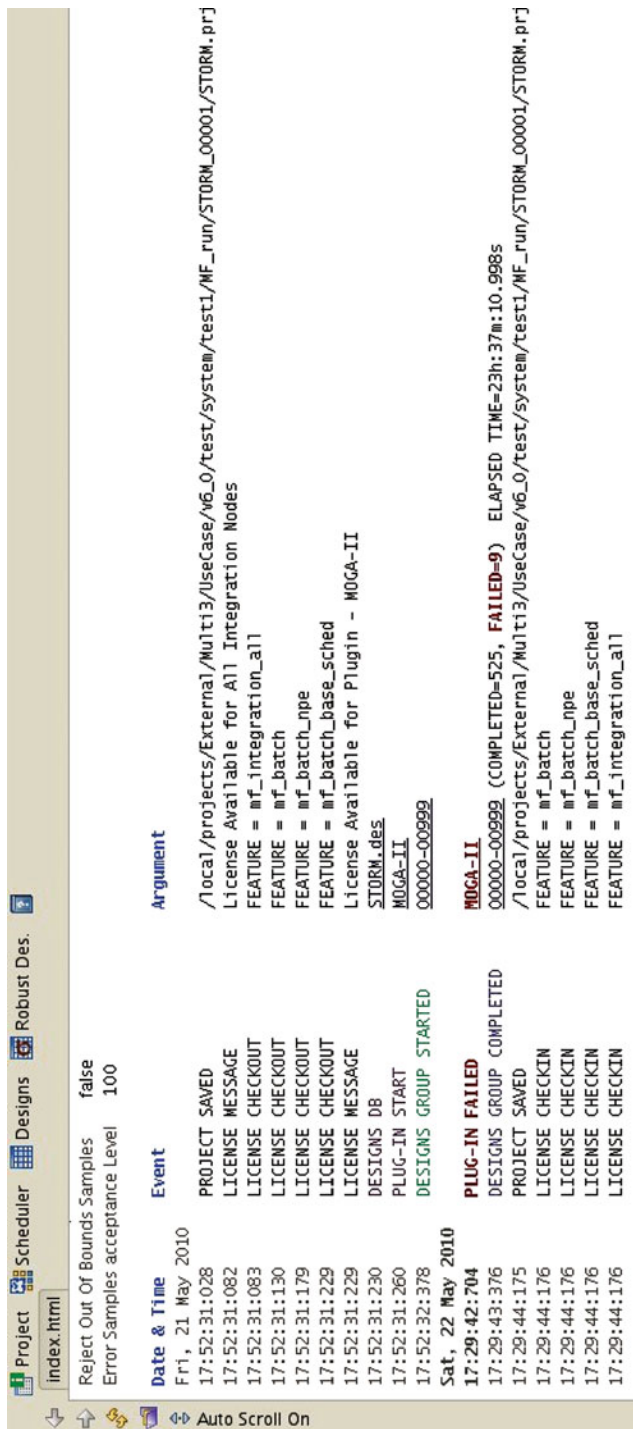 Project Scheduler Designs Robust Des.
index.html
Reject Out Of Bounds Samples false
Error Samples acceptance Level 100
Date & Time Event Argument
Fri, 21 May 2010
17:52:31:028 PROJECT SAVED /local/projects/External/Multi3/UseCase/v6_0/test/system/test1/MF_run/STORM_00001/STORM.prj
17:52:31:082 LICENSE MESSAGE License Available for All Integration Nodes
17:52:31:083 LICENSE CHECKOUT FEATURE = mf_integration_all
17:52:31:130 LICENSE CHECKOUT FEATURE = mf_batch
17:52:31:179 LICENSE CHECKOUT FEATURE = mf_batch_npe
17:52:31:229 LICENSE CHECKOUT FEATURE = mf_batch_base_sched
17:52:31:229 LICENSE MESSAGE License Available for Plugin - MOGA-II
17:52:31:230 DESIGNS DB STORM.des
17:52:31:260 PLUG-IN START MOGA-II
17:52:32:378 DESIGNS GROUP STARTED 00000-00999
Sat, 22 May 2010
17:29:42:704 PLUG-IN FAILED MOGA-II
17:29:43:376 DESIGNS GROUP COMPLETED 00000-00999 (COMPLETED=525, FAILED=9) ELAPSED TIME=23h:37m:10.998s
17:29:44:175 PROJECT SAVED /local/projects/External/Multi3/UseCase/v6_0/test/system/test1/MF_run/STORM_00001/STORM.prj
17:29:44:176 LICENSE CHECKIN FEATURE = mf_batch
17:29:44:176 LICENSE CHECKIN FEATURE = mf_batch_npe
17:29:44:176 LICENSE CHECKIN FEATURE = mf_batch_base_sched
17:29:44:176 LICENSE CHECKIN FEATURE = mf_integration_all
Auto Scroll On